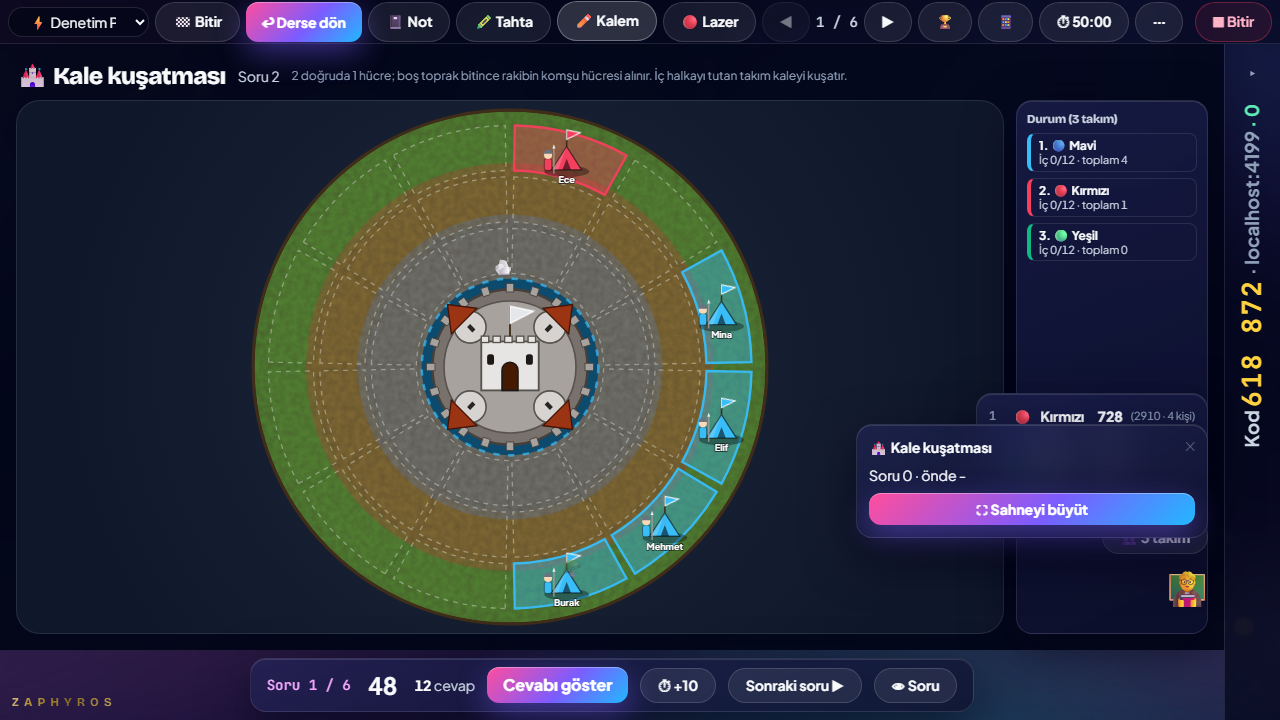 Denetim F
Bitir
Derse dön
Not
Tahta
Kalem
Lazer
1 / 6
50:00
---
Bitir
Kale kuşatması Soru 2 2 doğruda 1 hücre; boş toprak bitince rakibin komşu hücresi alınır. İç halkayı tutan takım kaleyi kuşatır.
Ece
Mina
Elif
Mehmet
Burak
Durum (3 takım)
1. Mavi
İç 0/12 · toplam 4
2. Kırmızı
İç 0/12 · toplam 1
3. Yeşil
İç 0/12 · toplam 0
1 Kırmızı 728 (2910 · 4 kişi)
Kale kuşatması
Soru 0 · önde -
Sahneyi büyüt
3 takım
Kod 618 872 · localhost:4199 · 0
ZAPHYROS
Soru 1 / 6
48
12 cevap
Cevabı göster
+10
Sonraki soru
Soru